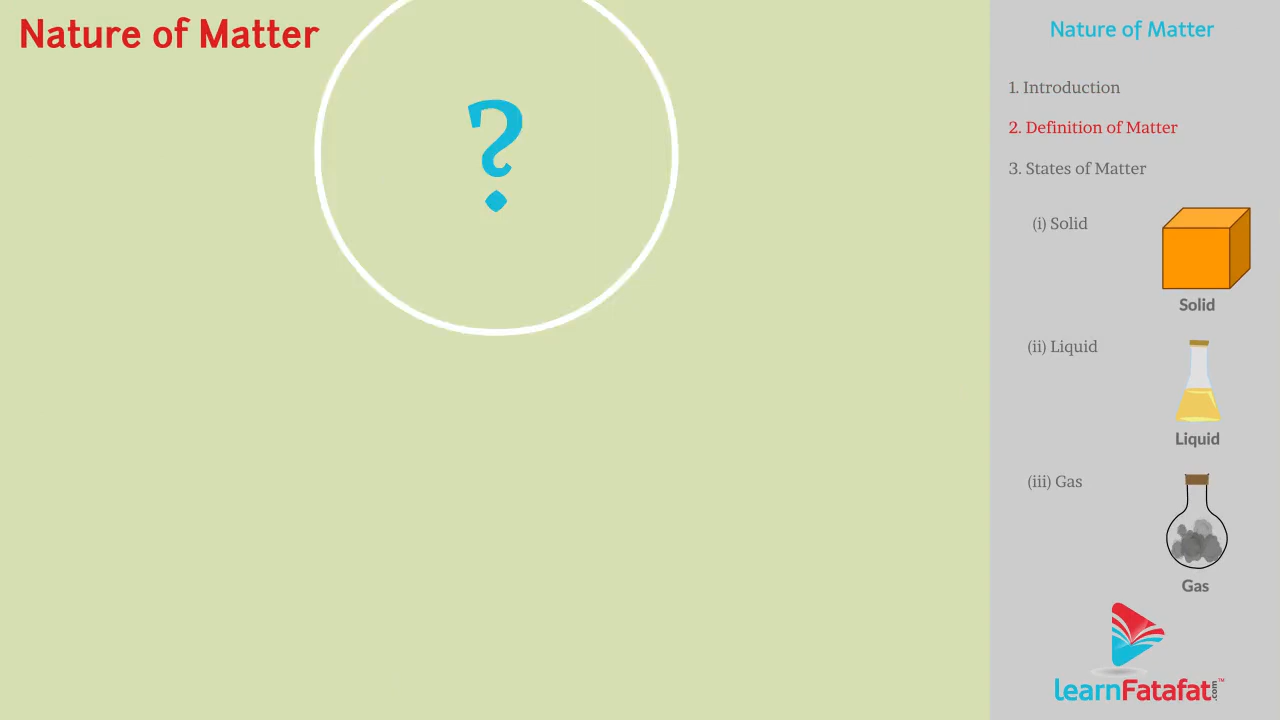 Nature of Matter
?
Nature of Matter
1. Introduction
2. Definition of Matter
3. States of Matter
(i) Solid
Solid
(ii) Liquid
Liquid
(iii) Gas
Gas
learnFatafat.com™